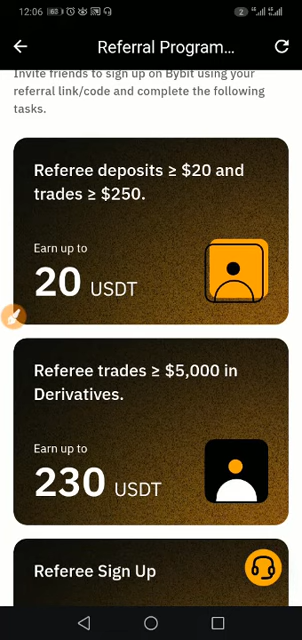 12:06
Referral Program...
Invite friends to sign up on Bybit using your
referral link/code and complete the following
tasks.
Referee deposits ≥ $20 and
trades ≥ $250.
Earn up to
20 USDT
Referee trades ≥ $5,000 in
Derivatives.
Earn up to
230 USDT
Referee Sign Up